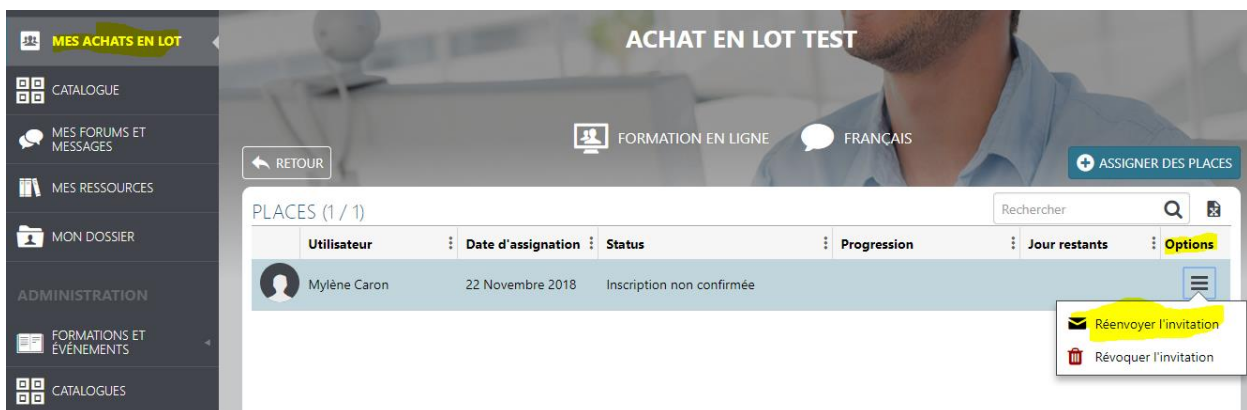 MES ACHATS EN LOT
CATALOGUE
MES FORUMS ET
MESSAGES
MES RESSOURCES
MON DOSSIER
ADMINISTRATION
FORMATIONS ET
ÉVÉNEMENTS
CATALOGUES
ACHAT EN LOT TEST
FORMATION EN LIGNE FRANÇAIS
RETOUR
ASSIGNER DES PLACES
PLACES (1 / 1)
Rechercher
Utilisateur Date d'assignation Status Progression Jour restants Options
Mylène Caron 22 Novembre 2018 Inscription non confirmée
Réenvoyer l'invitation
Révoquer l'invitation